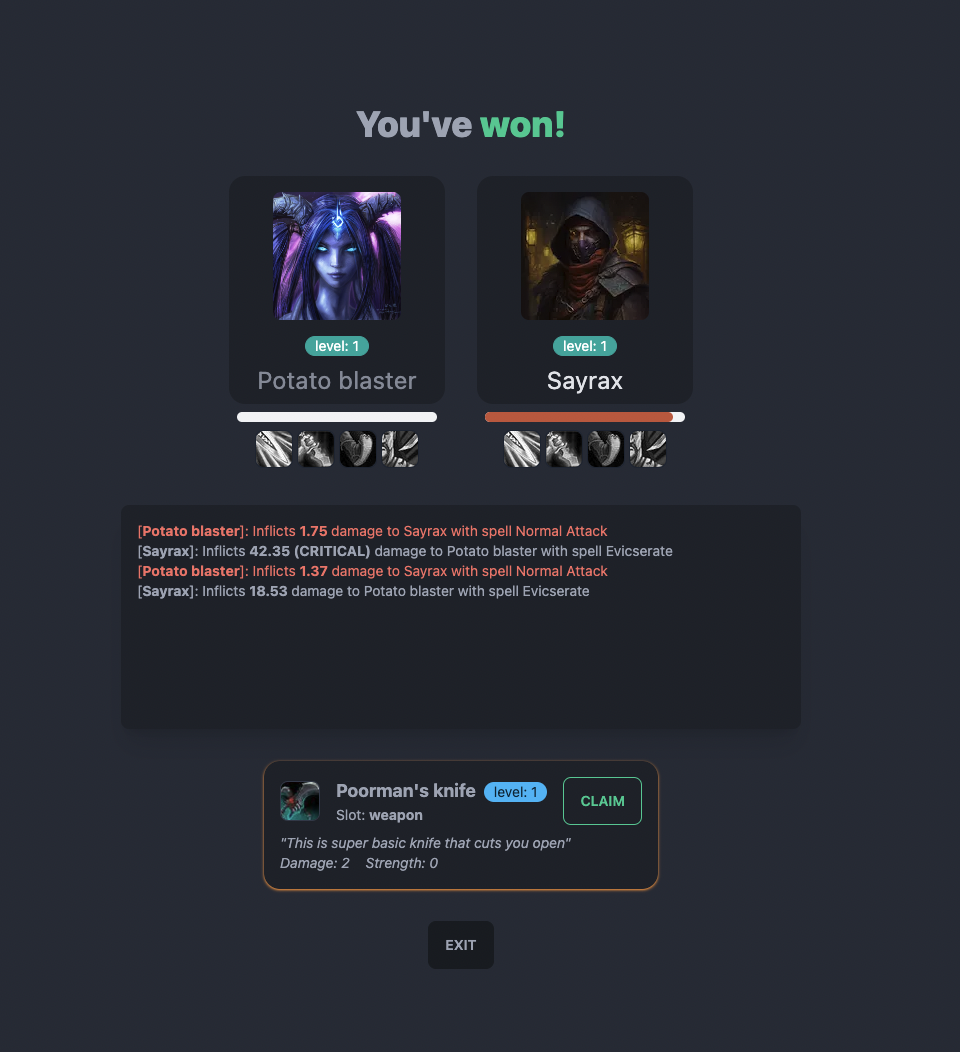 You've won!
level: 1
Potato blaster
level: 1
Sayrax
[Potato blaster]: Inflicts 1.75 damage to Sayrax with spell Normal Attack
[Sayrax]: Inflicts 42.35 (CRITICAL) damage to Potato blaster with spell Evicserate
[Potato blaster]: Inflicts 1.37 damage to Sayrax with spell Normal Attack
[Sayrax]: Inflicts 18.53 damage to Potato blaster with spell Evicserate
Poorman's knife level: 1
Slot: weapon
CLAIM
"This is super basic knife that cuts you open"
Damage: 2 Strength: 0
EXIT